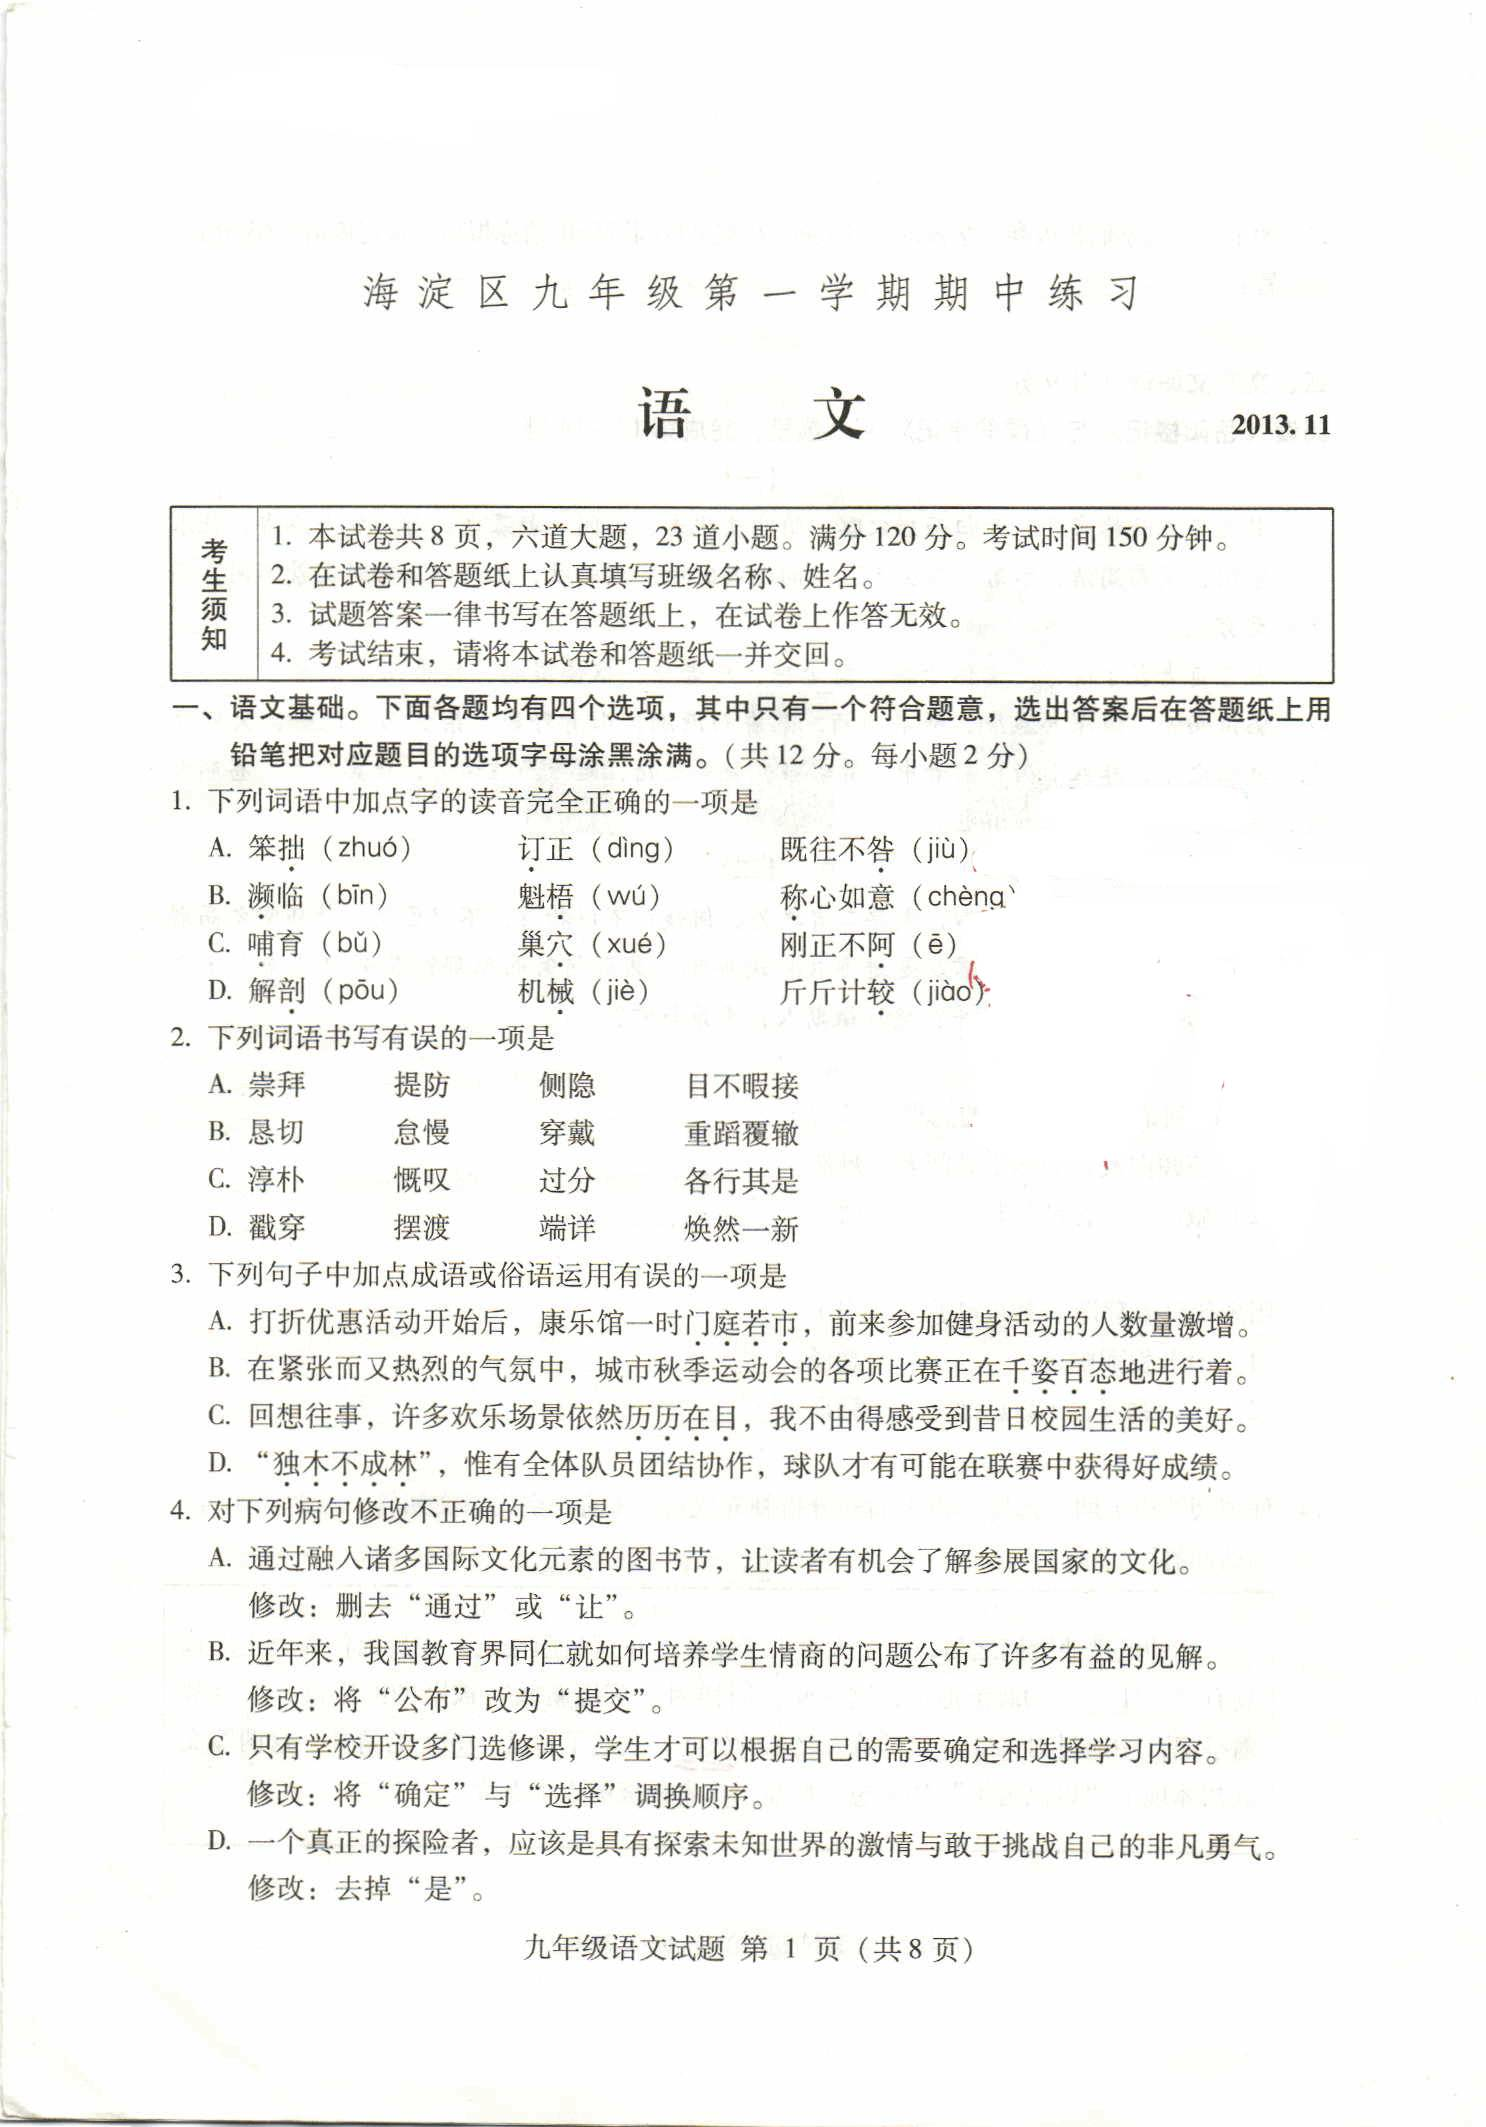 海淀区九年级第一学期期中练习
语 文
2013.11
考生须知
1. 本试卷共8页，六道大题，23道小题。满分120分。考试时间150分钟。
2. 在试卷和答题纸上认真填写班级名称、姓名。
3. 试题答案一律书写在答题纸上，在试卷上作答无效。
4. 考试结束，请将本试卷和答题纸一并交回。
一、语文基础。下面各题均有四个选项，其中只有一个符合题意，选出答案后在答题纸上用
铅笔把对应题目的选项字母涂黑涂满。（共12分。每小题2分）
1. 下列词语中加点字的读音完全正确的一项是
A. 笨拙（zhuó） 订正（dìng） 既往不咎（jiù）
B. 濒临（bīn） 魁梧（wú） 称心如意（chèng）
C. 哺育（bǔ） 巢穴（xué） 刚正不阿（ē）
D. 解剖（pōu） 机械（jiè） 斤斤计较（jiào）
2. 下列词语书写有误的一项是
A. 崇拜 提防 侧隐 目不暇接
B. 恳切 怠慢 穿戴 重蹈覆辙
C. 淳朴 慨叹 过分 各行其是
D. 戳穿 摆渡 端详 焕然一新
3. 下列句子中加点成语或俗语运用有误的一项是
A. 打折优惠活动开始后，康乐馆一时门庭若市，前来参加健身活动的人数量激增。
B. 在紧张而又热烈的气氛中，城市秋季运动会的各项比赛正在千姿百态地进行着。
C. 回想往事，许多欢乐场景依然历历在目，我不由得感受到昔日校园生活的美好。
D. “独木不成林”，惟有全体队员团结协作，球队才有可能在联赛中获得好成绩。
4. 对下列病句修改不正确的一项是
A. 通过融入诸多国际文化元素的图书节，让读者有机会了解参展国家的文化。
修改：删去“通过”或“让”。
B. 近年来，我国教育界同仁就如何培养学生情商的问题公布了许多有益的见解。
修改：将“公布”改为“提交”。
C. 只有学校开设多门选修课，学生才可以根据自己的需要确定和选择学习内容。
修改：将“确定”与“选择”调换顺序。
D. 一个真正的探险者，应该是具有探索未知世界的激情与敢于挑战自己的非凡勇气。
修改：去掉“是”。
九年级语文试题 第 1 页（共8页）